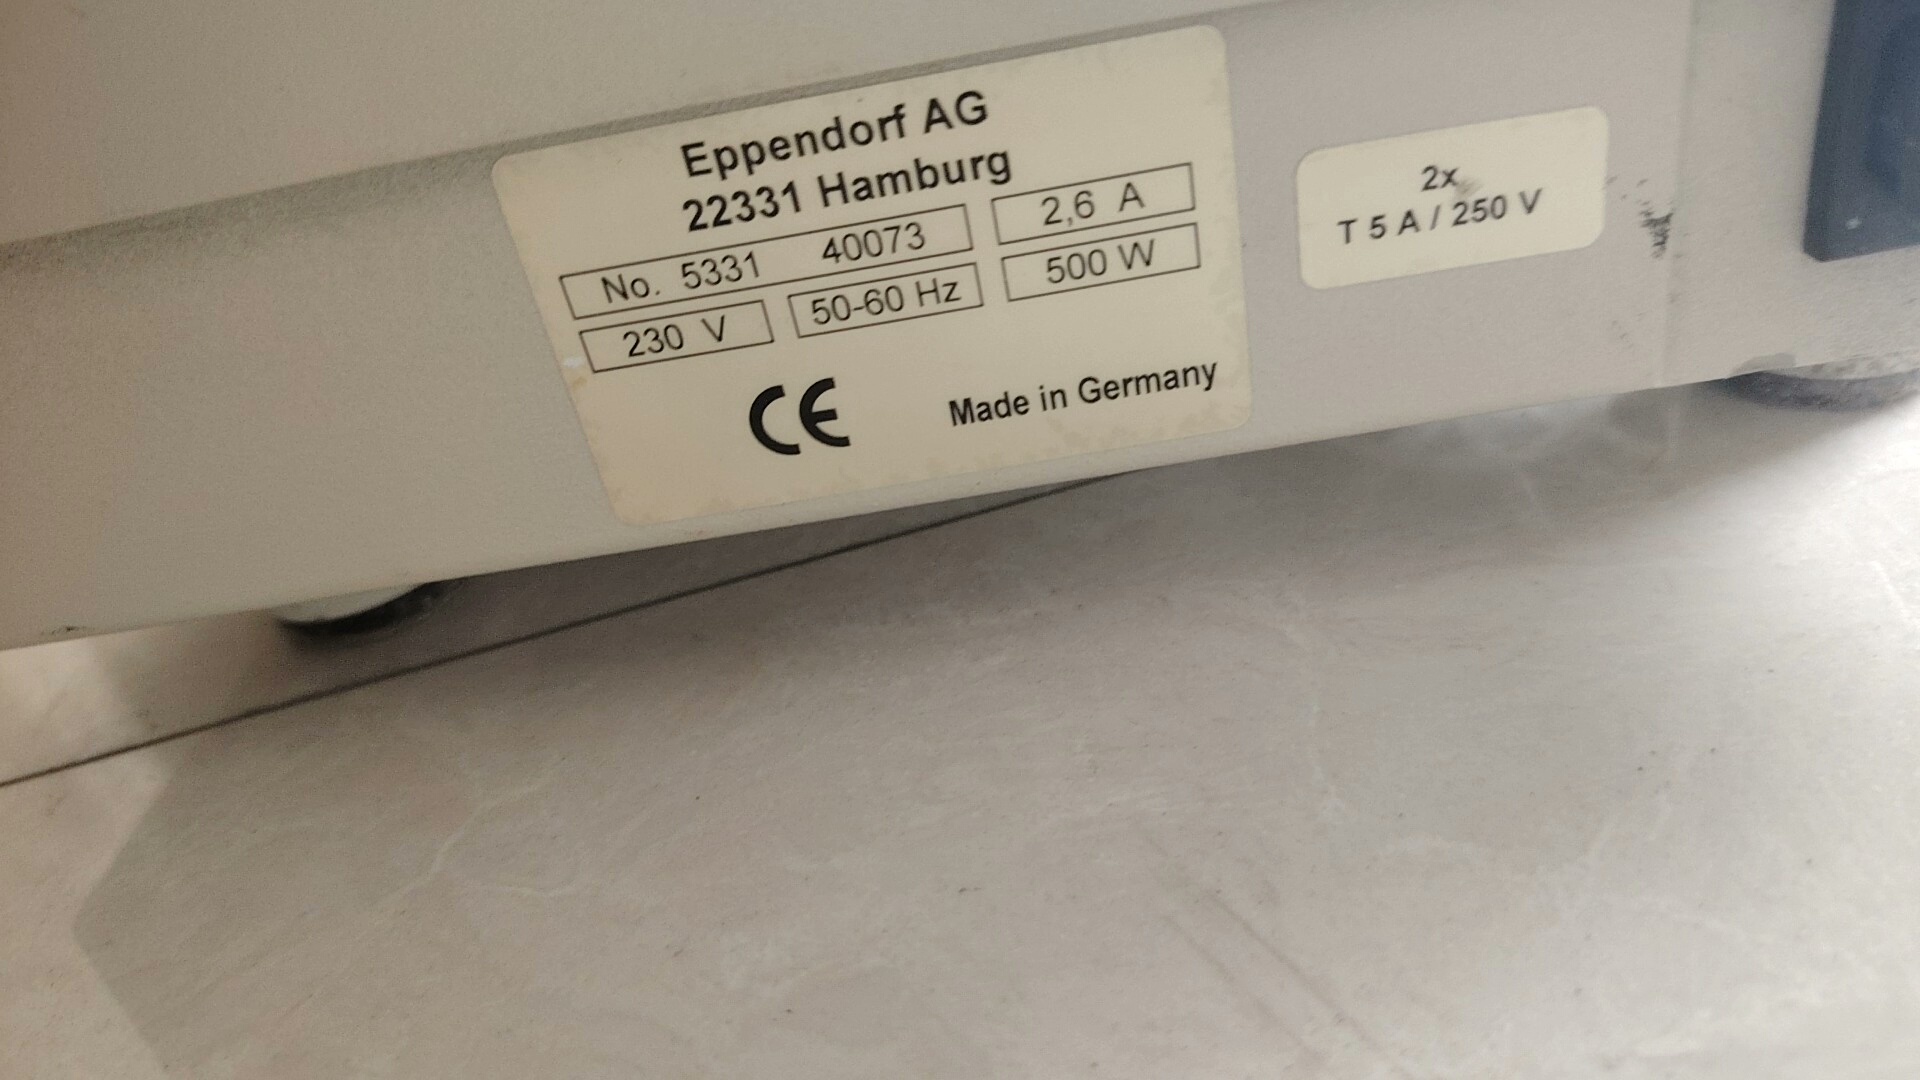 Eppendorf AG
22331 Hamburg
No. 5331 40073 2,6 A
230 V 50-60 Hz 500 W
CE Made in Germany
2x
T 5 A / 250 V